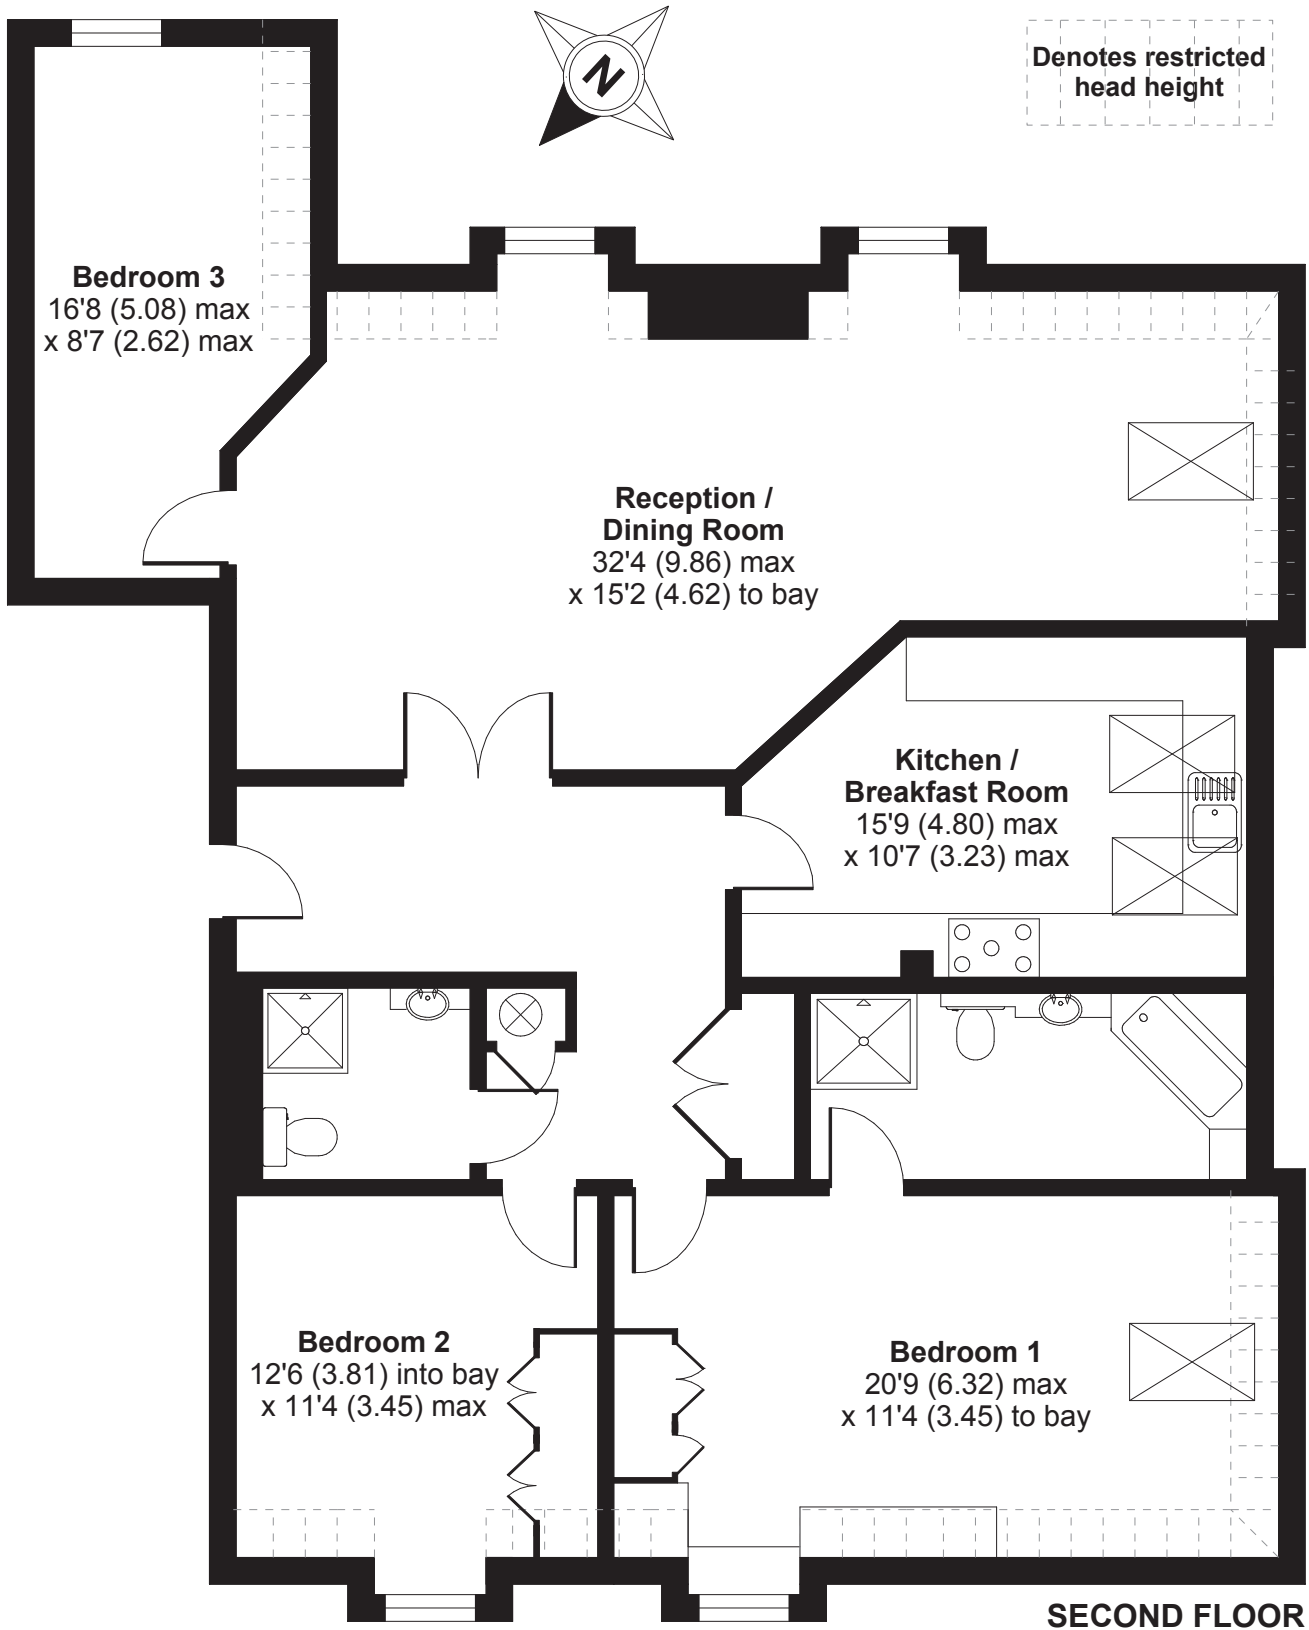 N
Denotes restricted
head height
Bedroom 3
16'8 (5.08) max
x 8'7 (2.62) max
Reception /
Dining Room
32'4 (9.86) max
x 15'2 (4.62) to bay
Kitchen /
Breakfast Room
15'9 (4.80) max
x 10'7 (3.23) max
Bedroom 2
12'6 (3.81) into bay
x 11'4 (3.45) max
Bedroom 1
20'9 (6.32) max
x 11'4 (3.45) to bay
SECOND FLOOR